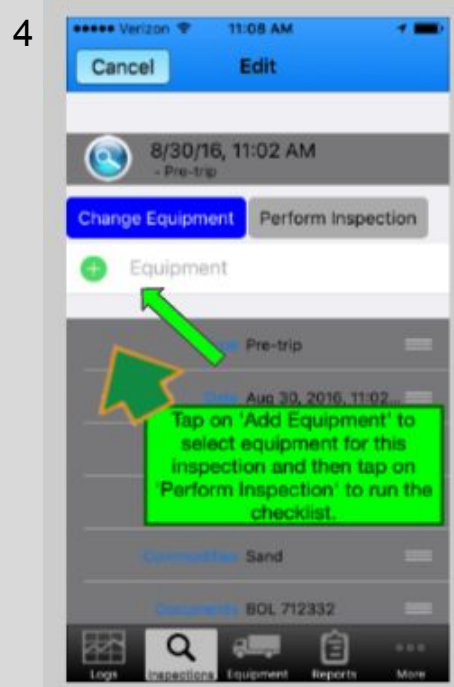 4
Verizon 11:08 AM
Cancel Edit
8/30/16, 11:02 AM
- Pre-trip
Change Equipment Perform Inspection
Equipment
Pre-trip
Date Aug 30, 2016, 11:02...
Tap on 'Add Equipment' to
select equipment for this
inspection and then tap on
'Perform Inspection' to run the
checklist.
Commodities Sand
Documents BOL 712332
Logs Inspections Equipment Reports More